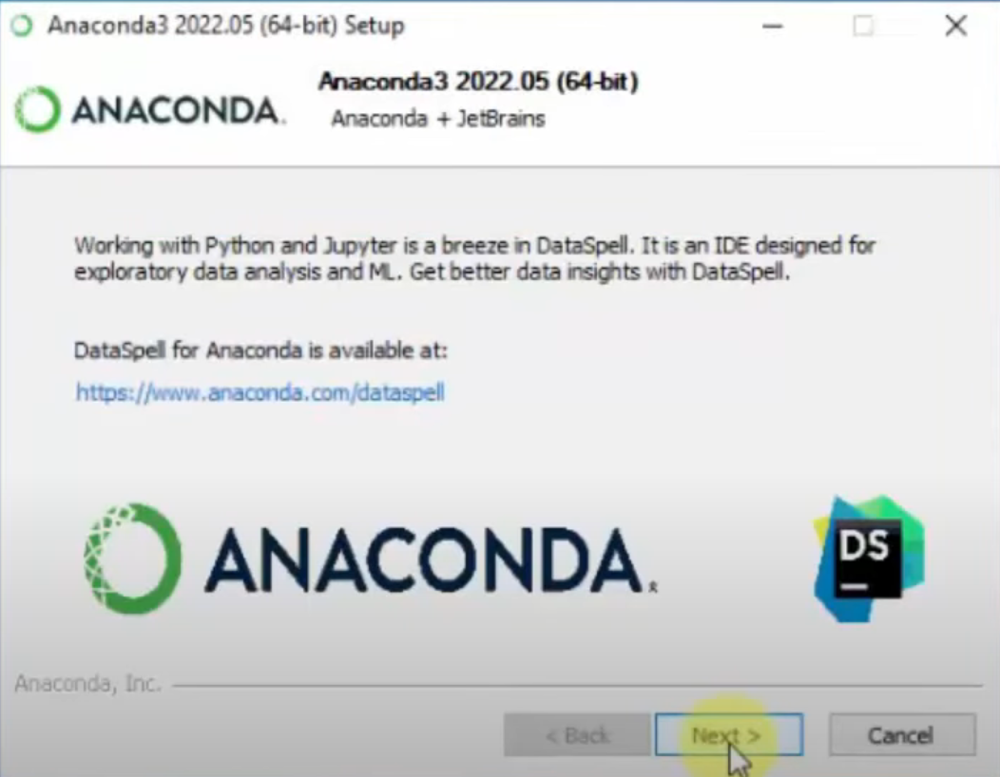 Anaconda3 2022.05 (64-bit) Setup
ANACONDA.
Anaconda3 2022.05 (64-bit)
Anaconda + JetBrains
Working with Python and Jupyter is a breeze in DataSpell. It is an IDE designed for
exploratory data analysis and ML. Get better data insights with DataSpell.
DataSpell for Anaconda is available at:
https://www.anaconda.com/dataspell
ANACONDA.
DS
Anaconda, Inc.
< Back
Next >
Cancel